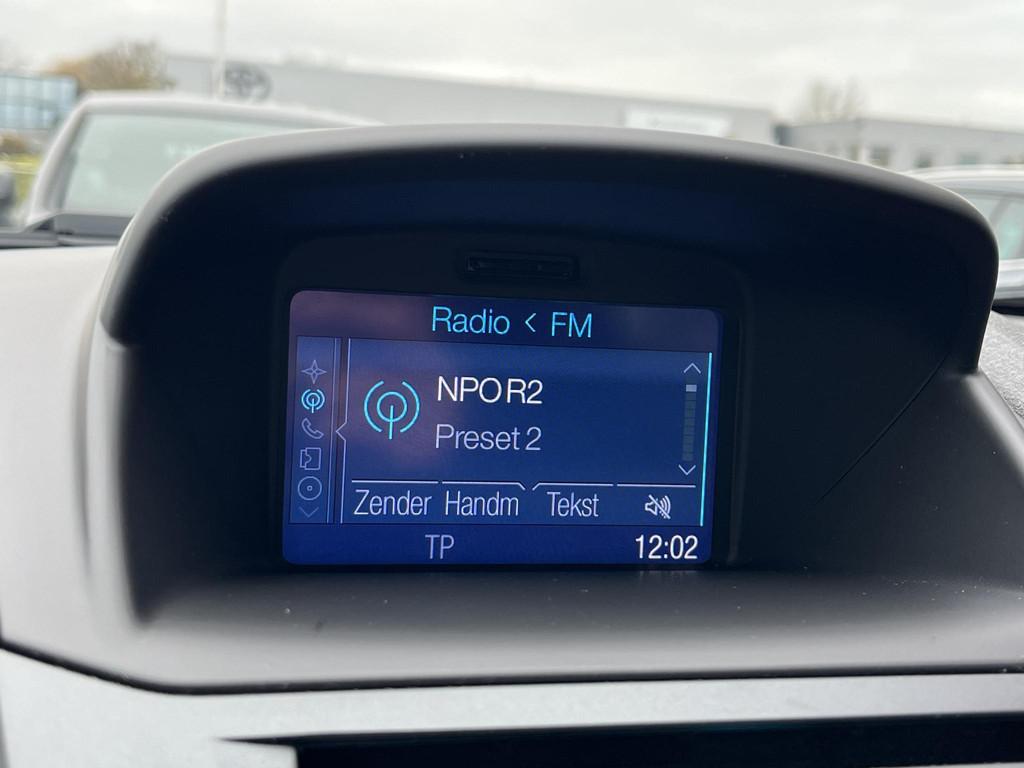 Radio < FM
NPO R2
Preset 2
Zender Handm Tekst
TP 12:02